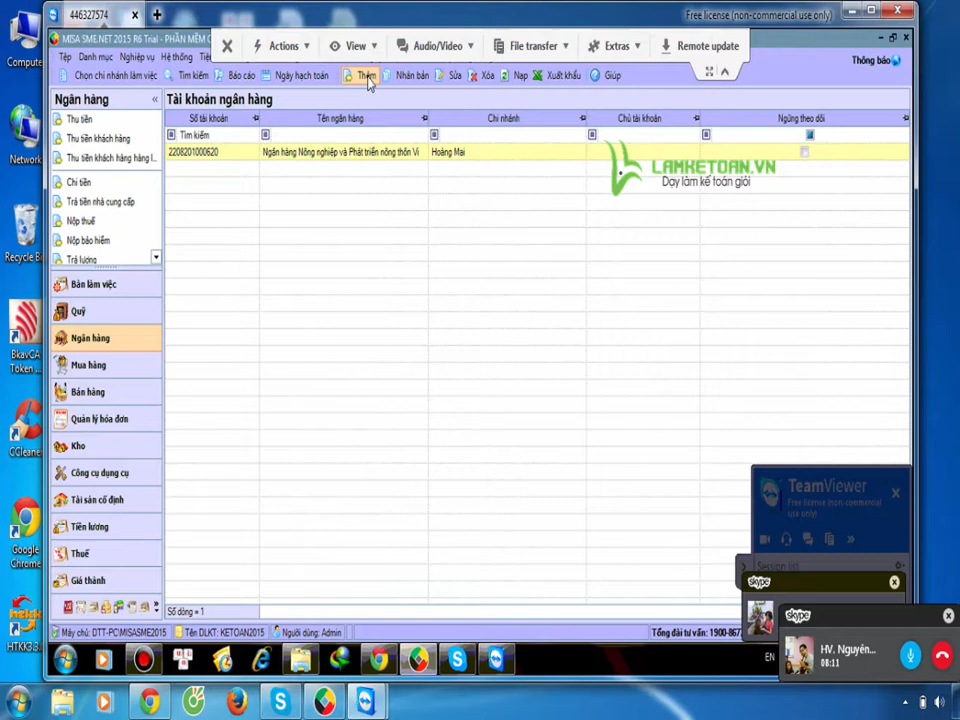 446327574
Free license (non-commercial use only)
Computer
MISA SME.NET 2015 R6 Trial - PHẦN MỀM
Actions
View
Audio/Video
File transfer
Extras
Remote update
Tệp
Danh mục
Nghiệp vụ
Hệ thống
Thông báo
Chọn chi nhánh làm việc
Tìm kiếm
Báo cáo
Ngày hạch toán
Thêm
Nhân bản
Sửa
Xóa
Nạp
Xuất khẩu
Giúp
Ngân hàng
Tài khoản ngân hàng
Thu tiền
Thu tiền khách hàng
Thu tiền khách hàng hàng l...
Chi tiền
Trả tiền nhà cung cấp
Nộp thuế
Nộp bảo hiểm
Trả lương
Số tài khoản
Tên ngân hàng
Chi nhánh
Chủ tài khoản
Ngừng theo dõi
Tìm kiếm
2208201000620
Ngân hàng Nông nghiệp và Phát triển nông thôn Vi
Hoàng Mai
LAMKETOAN.VN
Dạy làm kế toán giỏi
Network
Recycle Bi
BkavCA
Token ...
CCleane
Google
Chrome
HTKK3.3.
Bàn làm việc
Quỹ
Ngân hàng
Mua hàng
Bán hàng
Quản lý hóa đơn
Kho
Công cụ dụng cụ
Tài sản cố định
Tiền lương
Thuế
Giá thành
Số dòng = 1
TeamViewer
Free license (non-commercial
use only)
Session list
skype
skype
HV. Nguyễn...
08:11
Máy chủ: DTT-PC\MISASME2015
Tên DLKT: KETOAN2015
Người dùng: Admin
Tổng đài tư vấn: 1900-867
EN